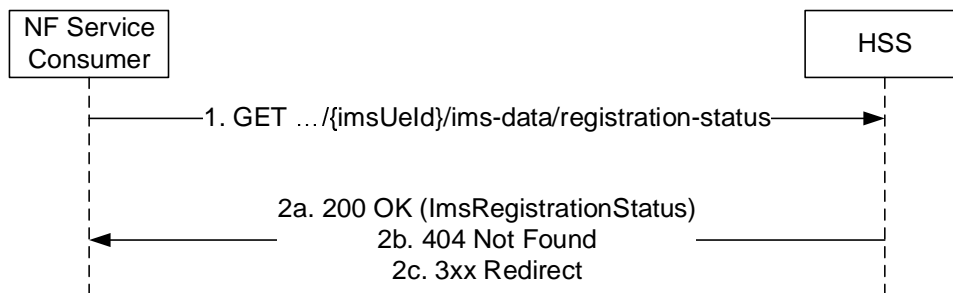 NF Service
Consumer
HSS
1. GET …/{imsUeId}/ims-data/registration-status
2a. 200 OK (ImsRegistrationStatus)
2b. 404 Not Found
2c. 3xx Redirect